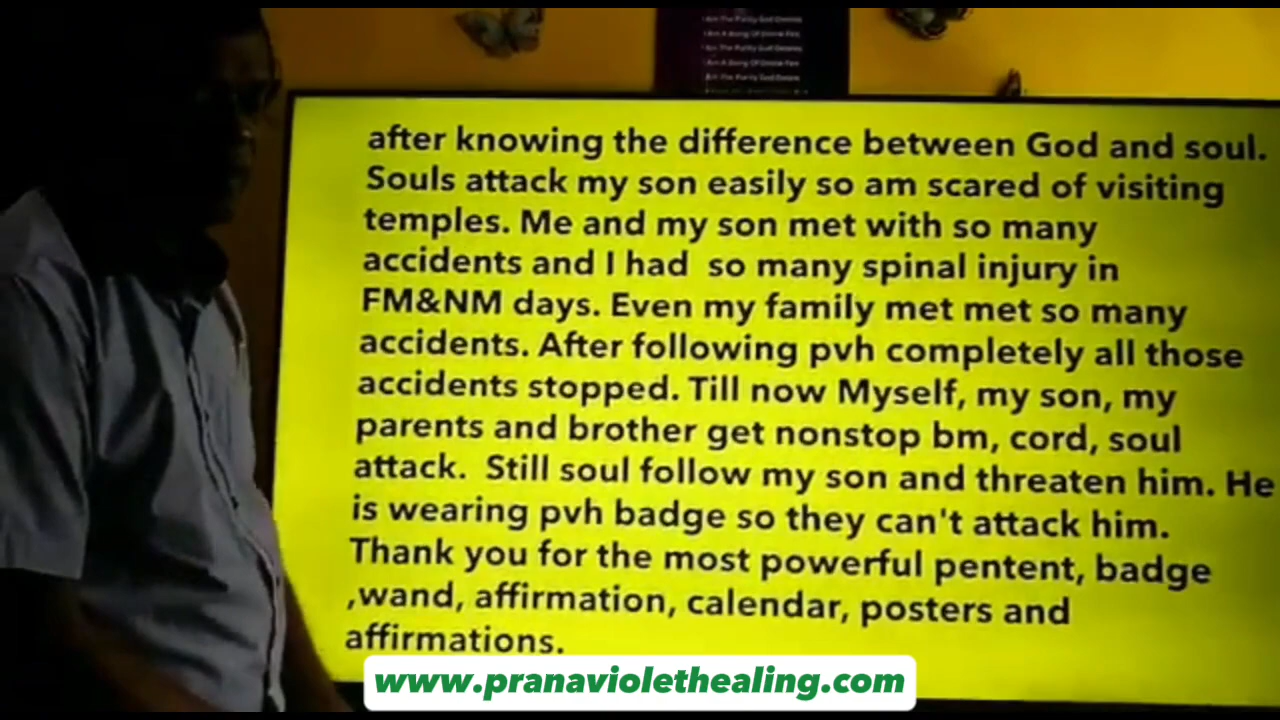 I Am A Being Of Divine Fire
after knowing the difference between God and soul.
Souls attack my son easily so am scared of visiting
temples. Me and my son met with so many
accidents and I had so many spinal injury in
FM&NM days. Even my family met met so many
accidents. After following pvh completely all those
accidents stopped. Till now Myself, my son, my
parents and brother get nonstop bm, cord, soul
attack. Still soul follow my son and threaten him. He
is wearing pvh badge so they can't attack him.
Thank you for the most powerful pentent, badge
,wand, affirmation, calendar, posters and
affirmations.
www.pranaviolethealing.com